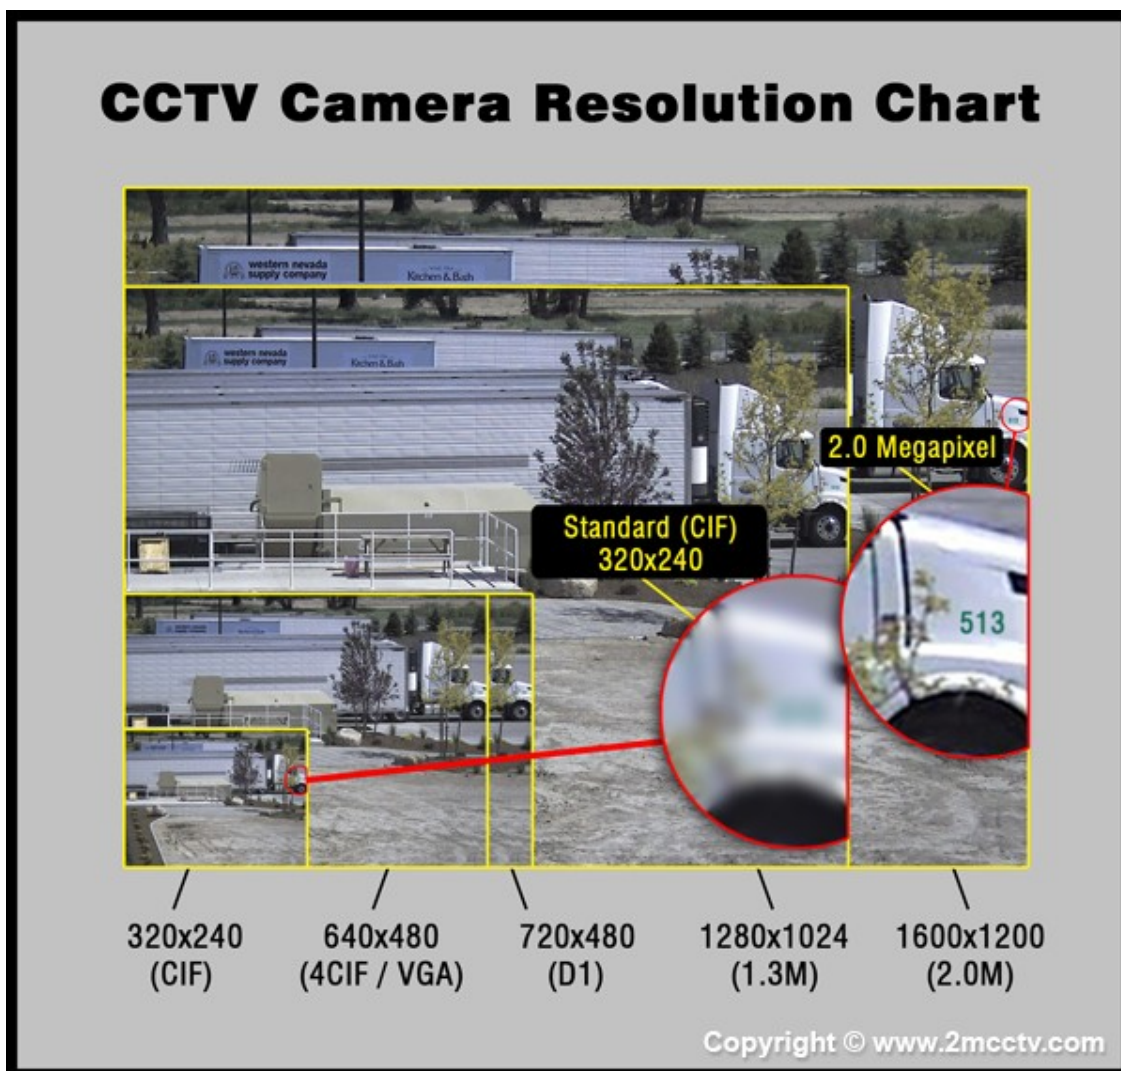 CCTV Camera Resolution Chart
western nevada
supply company
Kitchen & Bath
western nevada
supply company
Kitchen & Bath
2.0 Megapixel
Standard (CIF)
320x240
513
320x240
(CIF)
640x480
(4CIF / VGA)
720x480
(D1)
1280x1024
(1.3M)
1600x1200
(2.0M)
Copyright © www.2mcctv.com